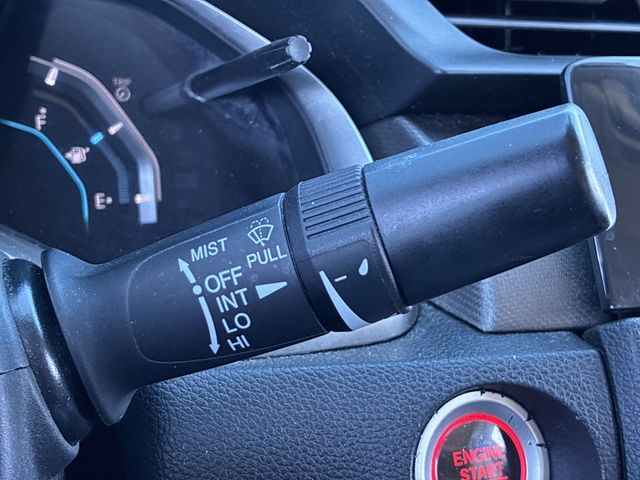 TRIP
F
E
MIST
OFF
INT
LO
HI
PULL
ENGINE
START